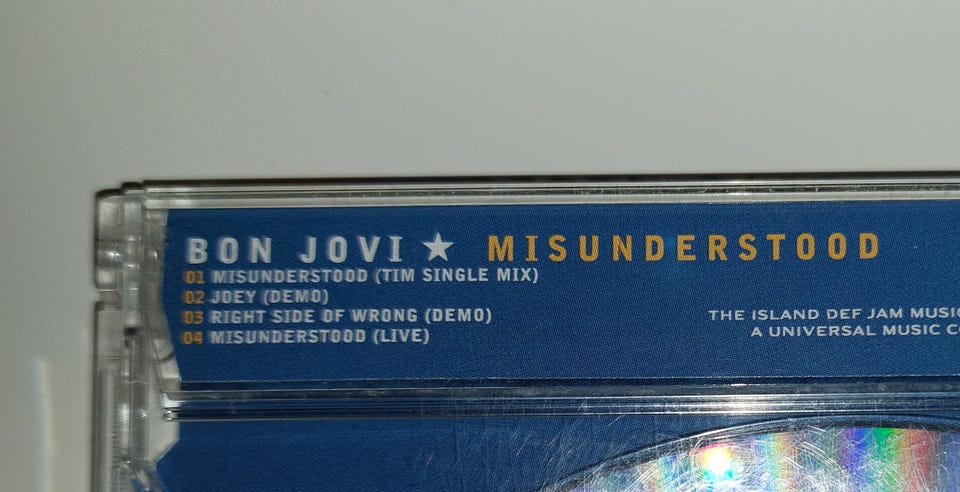 BON JOVI ★ MISUNDERSTOOD
01 MISUNDERSTOOD (TIM SINGLE MIX)
02 JOEY (DEMO)
03 RIGHT SIDE OF WRONG (DEMO)
04 MISUNDERSTOOD (LIVE)
THE ISLAND DEF JAM MUSIC
A UNIVERSAL MUSIC